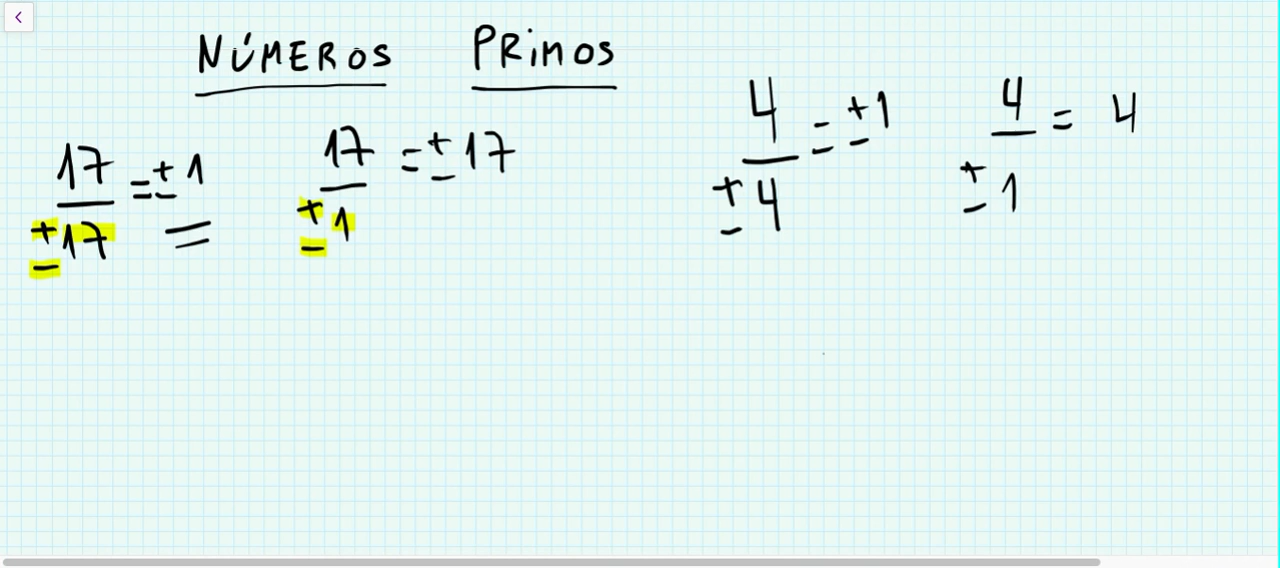 NÚMEROS PRIMOS
17/±17 = ±1
17/±1 = ±17
4/±4 = ±1
4/±1 = 4